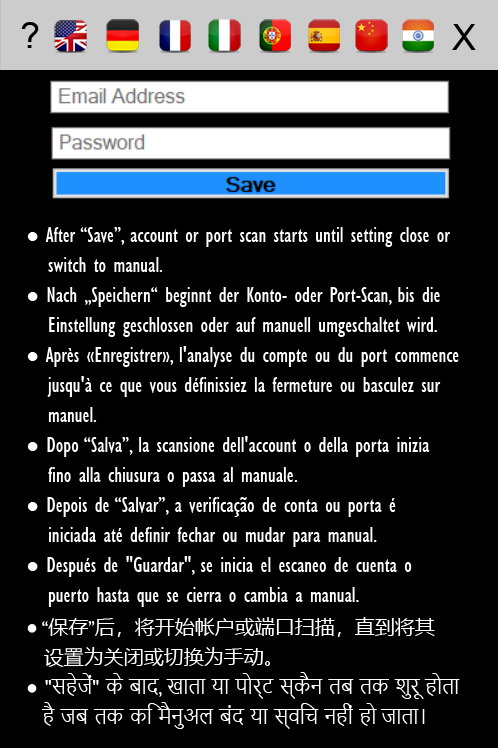 ? X
Email Address
Password
Save
• After “Save”, account or port scan starts until setting close or
switch to manual.
• Nach „Speichern“ beginnt der Konto- oder Port-Scan, bis die
Einstellung geschlossen oder auf manuell umgeschaltet wird.
• Après «Enregistrer», l'analyse du compte ou du port commence
jusqu'à ce que vous définissiez la fermeture ou basculez sur
manuel.
• Dopo “Salva”, la scansione dell'account o della porta inizia
fino alla chiusura o passa al manuale.
• Depois de “Salvar”, a verificação de conta ou porta é
iniciada até definir fechar ou mudar para manual.
• Después de "Guardar", se inicia el escaneo de cuenta o
puerto hasta que se cierra o cambia a manual.
• “保存”后，将开始帐户或端口扫描，直到将其
设置为关闭或切换为手动。
• "सहेजें" के बाद, खाता या पोर्ट स्कैन तब तक शुरू होता
है जब तक कि मैनुअल बंद या स्विच नहीं हो जाता।